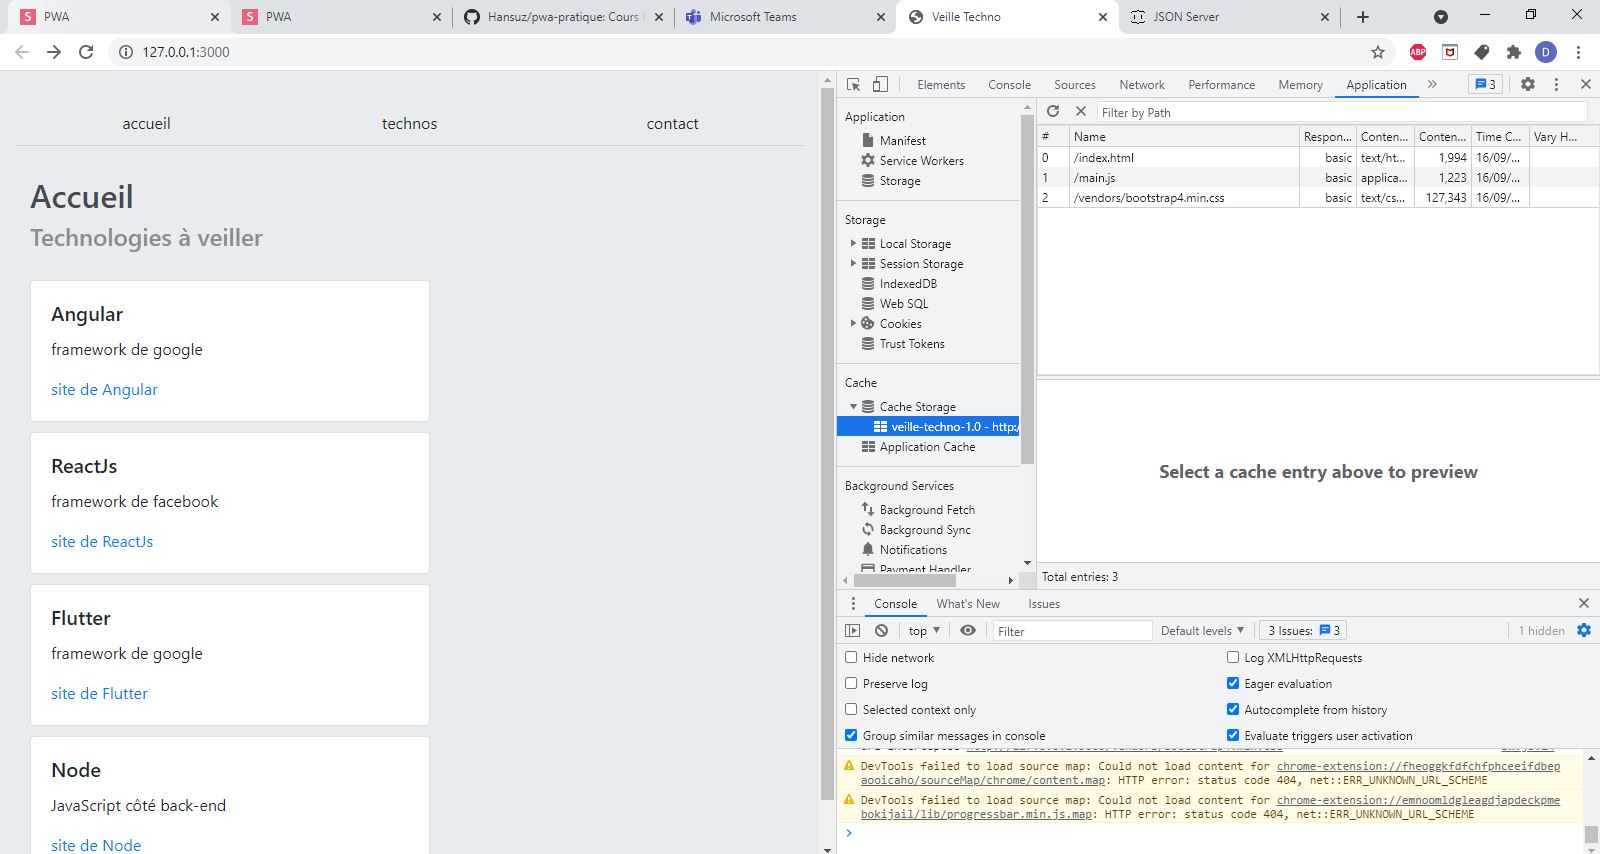 PWA
PWA
Hansuz/pwa-pratique: Cours
Microsoft Teams
Veille Techno
JSON Server
127.0.0.1:3000
ABP
D
accueil
technos
contact
Accueil
Technologies à veiller
Angular
framework de google
site de Angular
ReactJs
framework de facebook
site de ReactJs
Flutter
framework de google
site de Flutter
Node
JavaScript côté back-end
site de Node
Elements Console Sources Network Performance Memory Application » 3
Application
Manifest
Service Workers
Storage
Storage
Local Storage
Session Storage
IndexedDB
Web SQL
Cookies
Trust Tokens
Cache
Cache Storage
veille-techno-1.0 - http:/
Application Cache
Background Services
Background Fetch
Background Sync
Notifications
Payment Handler
Filter by Path
# Name Respon... Conten... Conten... Time C... Vary H...
0 /index.html basic text/ht... 1,994 16/09/...
1 /main.js basic applica... 1,223 16/09/...
2 /vendors/bootstrap4.min.css basic text/cs... 127,343 16/09/...
Select a cache entry above to preview
Total entries: 3
Console What's New Issues
top Filter Default levels 3 Issues: 3 1 hidden
Hide network
Log XMLHttpRequests
Preserve log
Eager evaluation
Selected context only
Autocomplete from history
Group similar messages in console
Evaluate triggers user activation
DevTools failed to load source map: Could not load content for chrome-extension://fheoggkfdfchfphceeifdbep
aooicaho/sourceMap/chrome/content.map: HTTP error: status code 404, net::ERR_UNKNOWN_URL_SCHEME
DevTools failed to load source map: Could not load content for chrome-extension://emnoomldgleagdjapdeckpme
bokijail/lib/progressbar.min.js.map: HTTP error: status code 404, net::ERR_UNKNOWN_URL_SCHEME